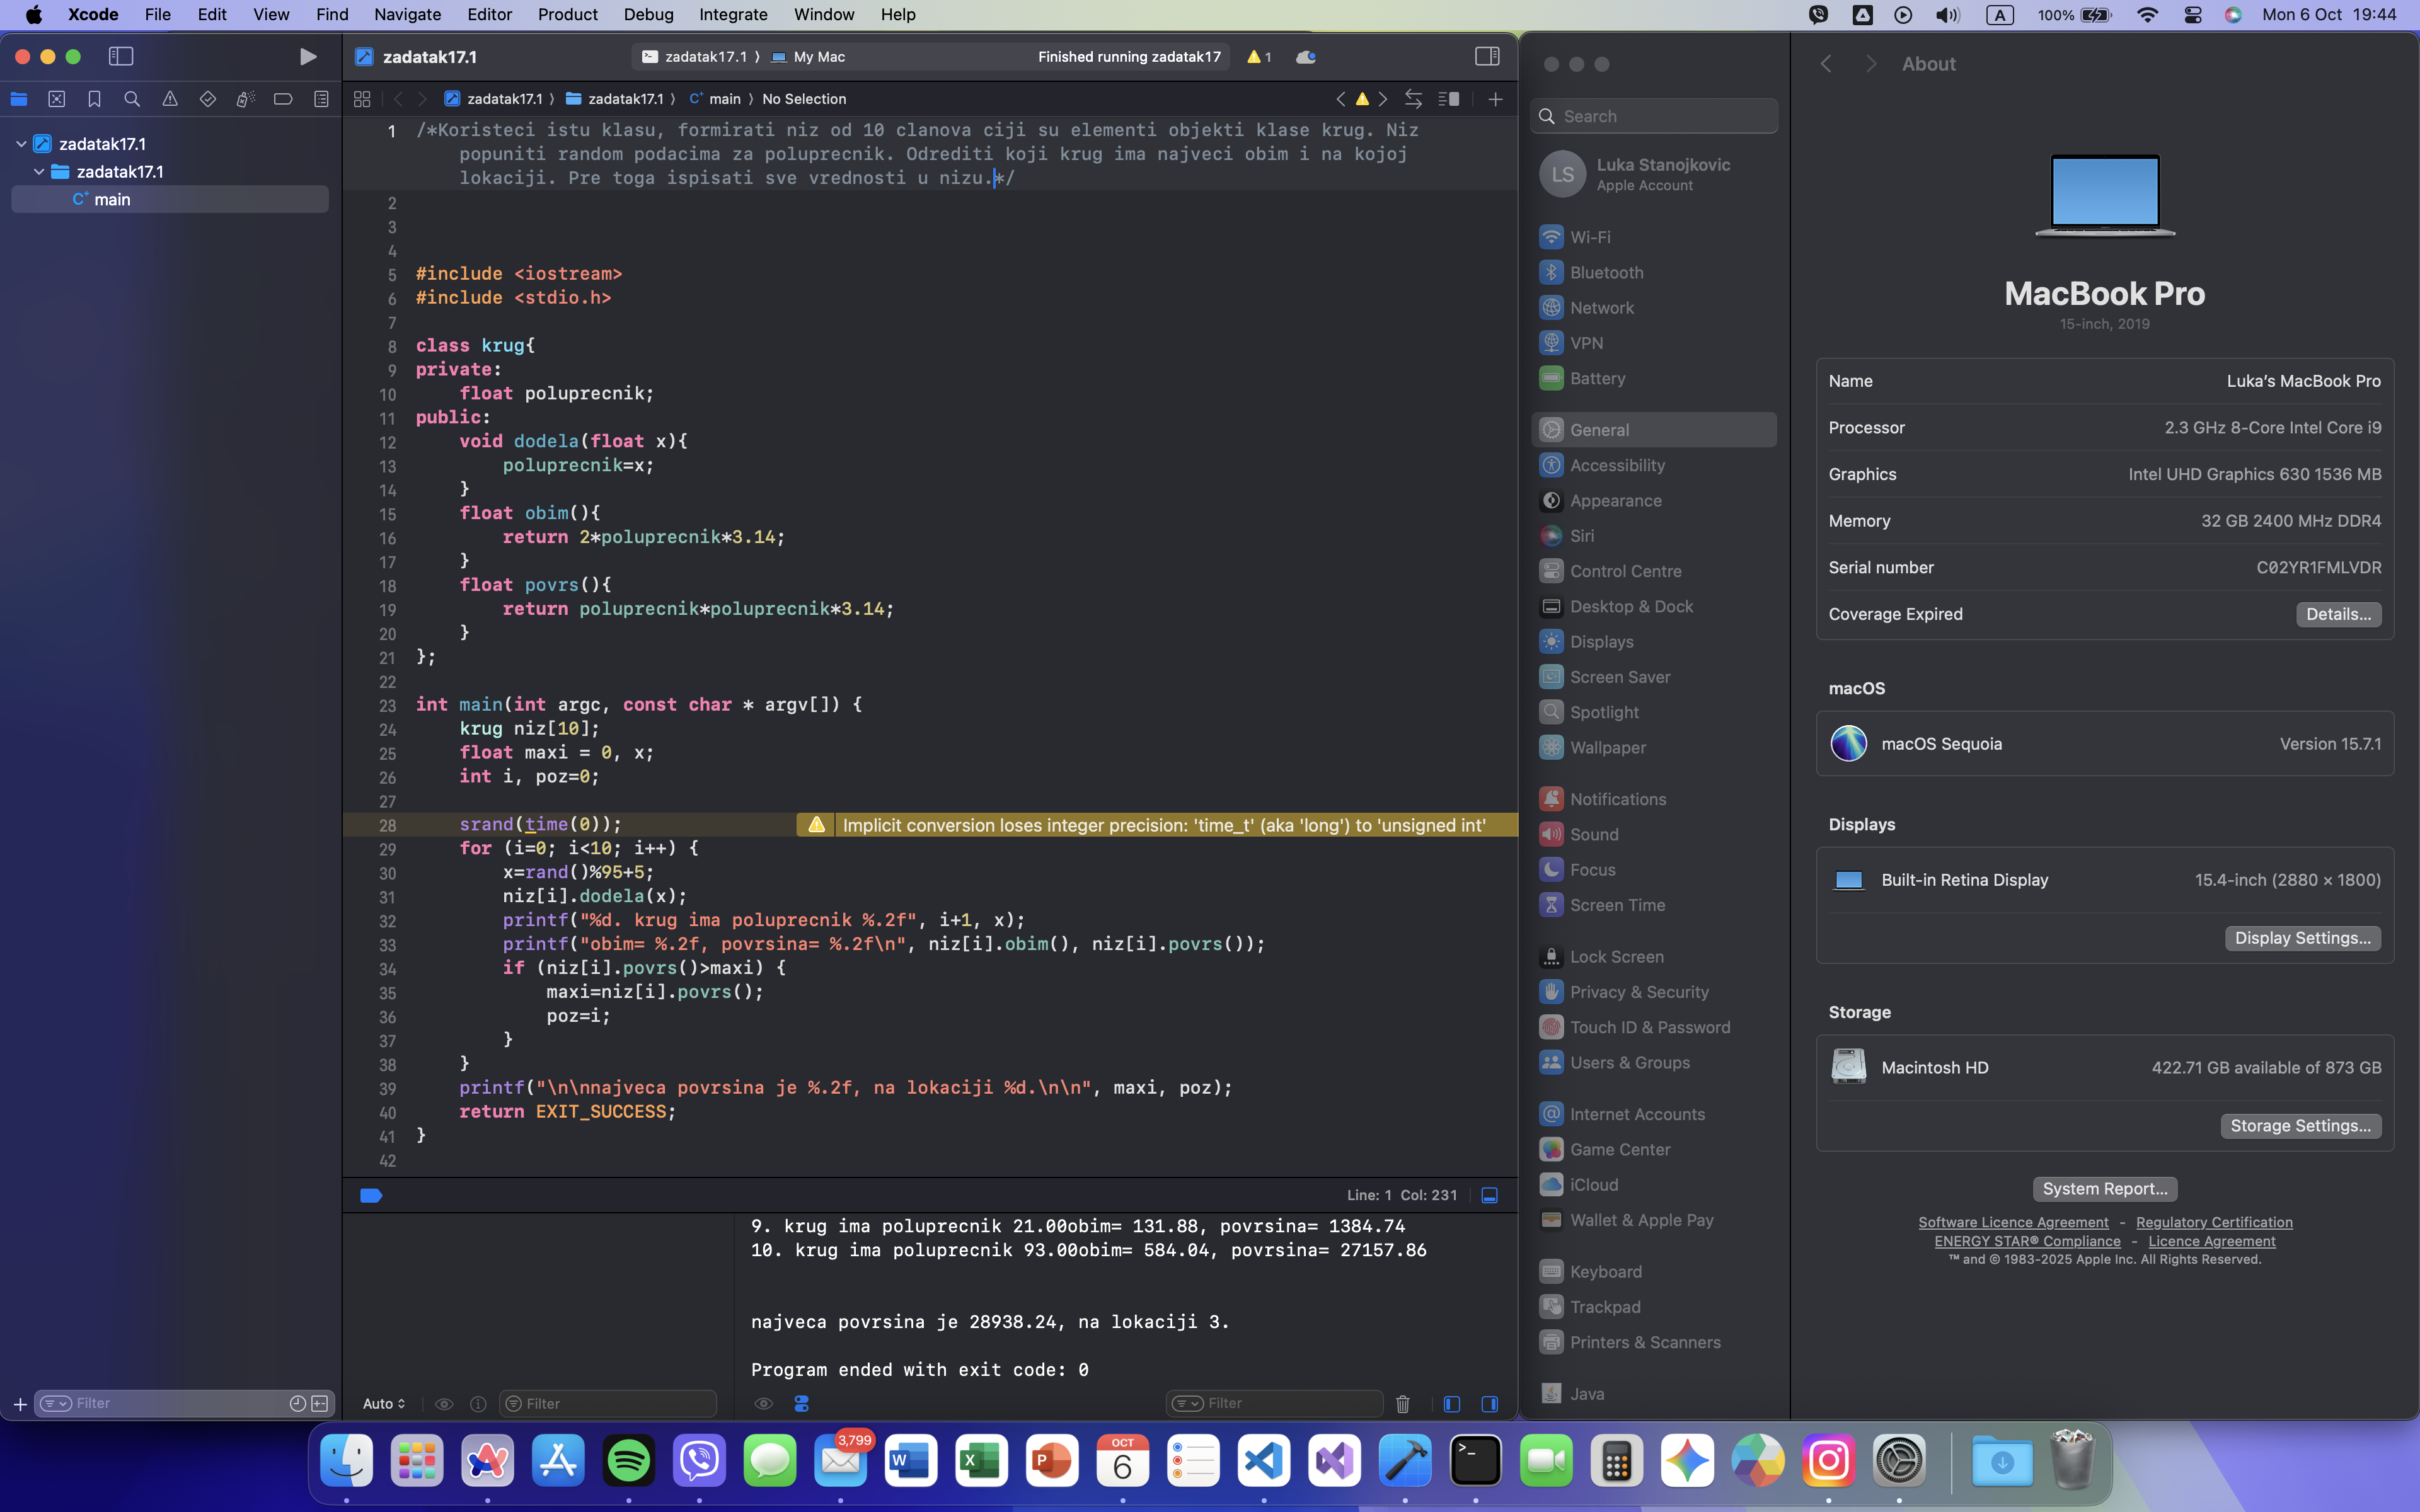 Xcode File Edit View Find Navigate Editor Product Debug Integrate Window Help
A 100% Mon 6 Oct 19:44
zadatak17.1
zadatak17.1 ⟩ My Mac
Finished running zadatak17
1
zadatak17.1 ⟩ zadatak17.1 ⟩ C+ main ⟩ No Selection
zadatak17.1
zadatak17.1
C+ main
1 /*Koristeci istu klasu, formirati niz od 10 clanova ciji su elementi objekti klase krug. Niz
popuniti random podacima za poluprecnik. Odrediti koji krug ima najveci obim i na kojoj
lokaciji. Pre toga ispisati sve vrednosti u nizu.*/
2
3
4
5 #include <iostream>
6 #include <stdio.h>
7
8 class krug{
9 private:
10     float poluprecnik;
11 public:
12     void dodela(float x){
13         poluprecnik=x;
14     }
15     float obim(){
16         return 2*poluprecnik*3.14;
17     }
18     float povrs(){
19         return poluprecnik*poluprecnik*3.14;
20     }
21 };
22
23 int main(int argc, const char * argv[]) {
24     krug niz[10];
25     float maxi = 0, x;
26     int i, poz=0;
27
28     srand(time(0)); Implicit conversion loses integer precision: 'time_t' (aka 'long') to 'unsigned int'
29     for (i=0; i<10; i++) {
30         x=rand()%95+5;
31         niz[i].dodela(x);
32         printf("%d. krug ima poluprecnik %.2f", i+1, x);
33         printf("obim= %.2f, povrsina= %.2f\n", niz[i].obim(), niz[i].povrs());
34         if (niz[i].povrs()>maxi) {
35             maxi=niz[i].povrs();
36             poz=i;
37         }
38     }
39     printf("\n\nnajveca povrsina je %.2f, na lokaciji %d.\n\n", maxi, poz);
40     return EXIT_SUCCESS;
41 }
42
Line: 1 Col: 231
9. krug ima poluprecnik 21.00obim= 131.88, povrsina= 1384.74
10. krug ima poluprecnik 93.00obim= 584.04, povrsina= 27157.86
najveca povrsina je 28938.24, na lokaciji 3.
Program ended with exit code: 0
Filter
Auto
Filter
Filter
Search
LS
Luka Stanojkovic
Apple Account
Wi-Fi
Bluetooth
Network
VPN
Battery
General
Accessibility
Appearance
Siri
Control Centre
Desktop & Dock
Displays
Screen Saver
Spotlight
Wallpaper
Notifications
Sound
Focus
Screen Time
Lock Screen
Privacy & Security
Touch ID & Password
Users & Groups
Internet Accounts
Game Center
iCloud
Wallet & Apple Pay
Keyboard
Trackpad
Printers & Scanners
Java
About
MacBook Pro
15-inch, 2019
Name Luka's MacBook Pro
Processor 2.3 GHz 8-Core Intel Core i9
Graphics Intel UHD Graphics 630 1536 MB
Memory 32 GB 2400 MHz DDR4
Serial number C02YR1FMLVDR
Coverage Expired Details...
macOS
macOS Sequoia Version 15.7.1
Displays
Built-in Retina Display 15.4-inch (2880 × 1800)
Display Settings...
Storage
Macintosh HD 422.71 GB available of 873 GB
Storage Settings...
System Report...
Software Licence Agreement - Regulatory Certification
ENERGY STAR® Compliance - Licence Agreement
™ and © 1983-2025 Apple Inc. All Rights Reserved.
3,799
W
X
P
OCT
6
>_